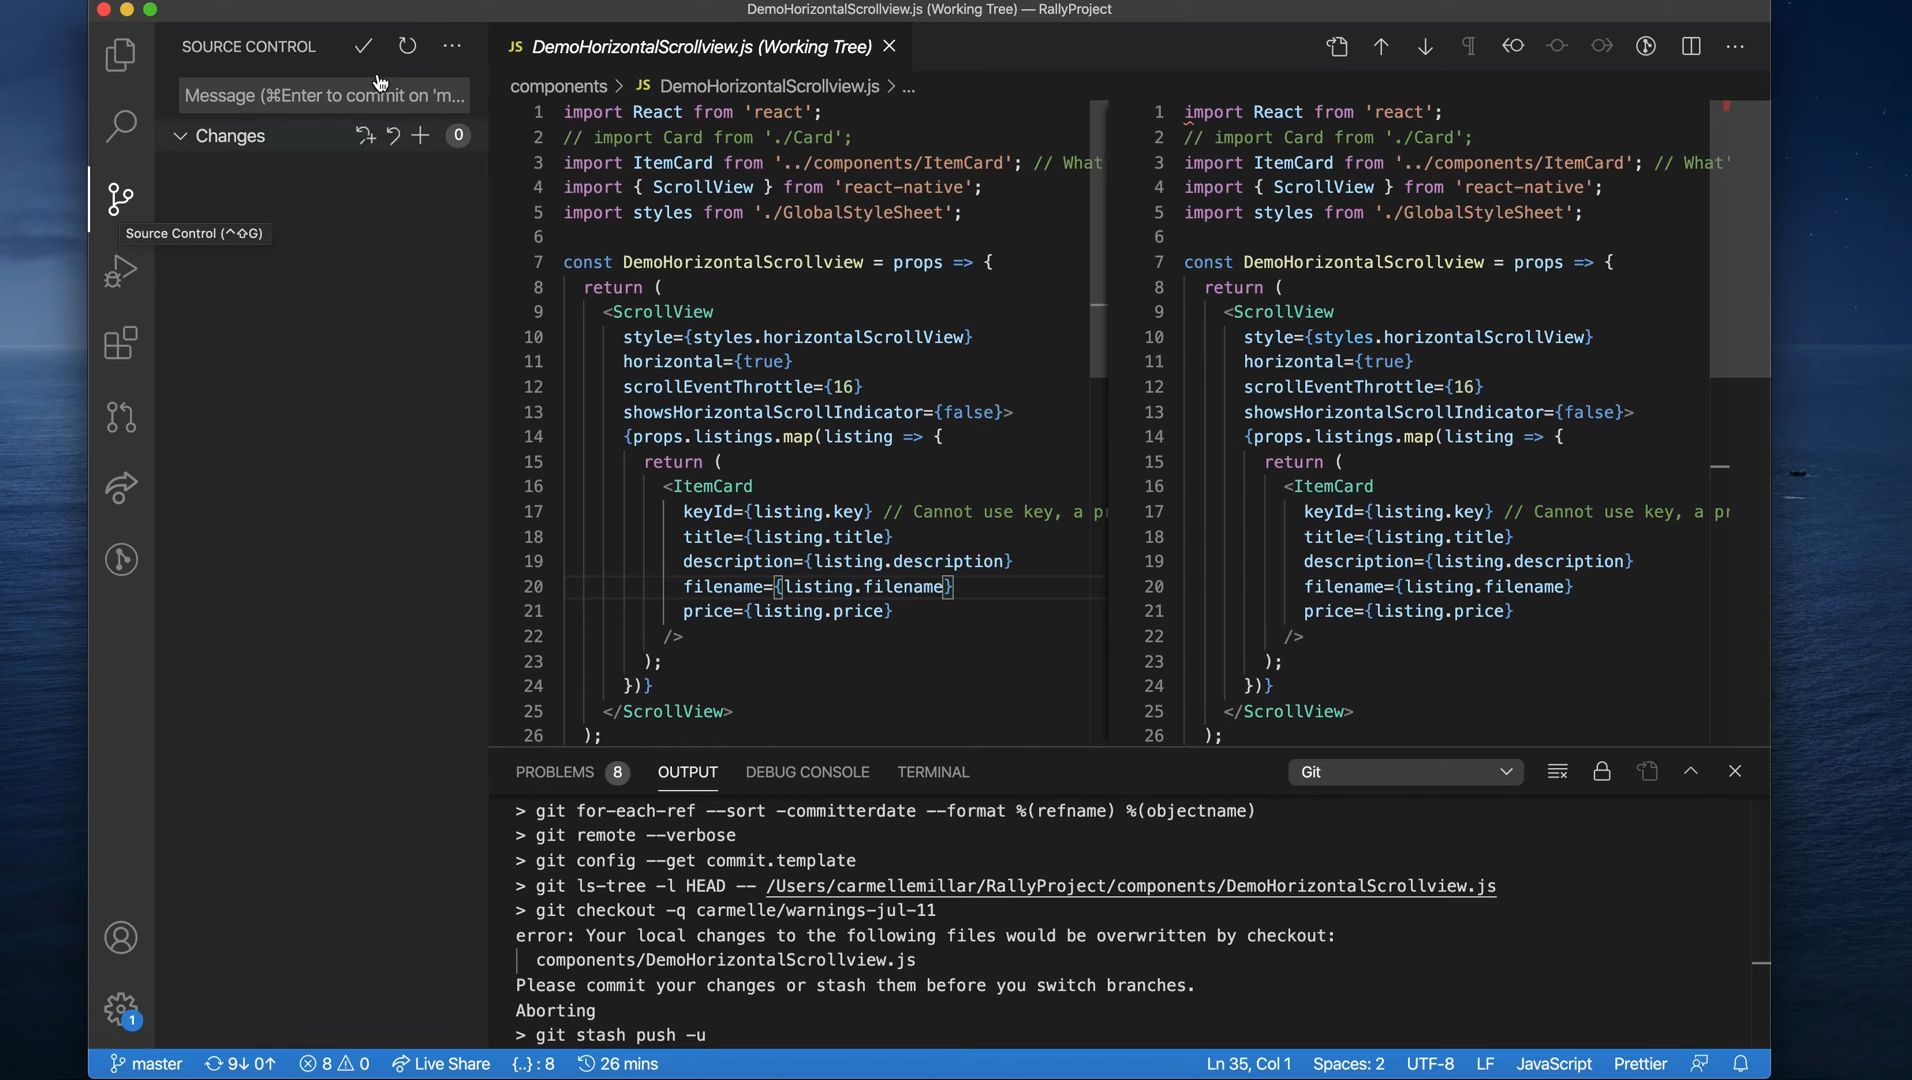 DemoHorizontalScrollview.js (Working Tree) — RallyProject
SOURCE CONTROL
Message (⌘Enter to commit on 'm...
Changes
0
Source Control (^⇧G)
1
JS DemoHorizontalScrollview.js (Working Tree)
components > JS DemoHorizontalScrollview.js > ...
1 import React from 'react';
2 // import Card from './Card';
3 import ItemCard from '../components/ItemCard'; // What'
4 import { ScrollView } from 'react-native';
5 import styles from './GlobalStyleSheet';
6
7 const DemoHorizontalScrollview = props => {
8 return (
9 <ScrollView
10 style={styles.horizontalScrollView}
11 horizontal={true}
12 scrollEventThrottle={16}
13 showsHorizontalScrollIndicator={false}>
14 {props.listings.map(listing => {
15 return (
16 <ItemCard
17 keyId={listing.key} // Cannot use key, a pr
18 title={listing.title}
19 description={listing.description}
20 filename={listing.filename}
21 price={listing.price}
22 />
23 );
24 })}
25 </ScrollView>
26 );
1 import React from 'react';
2 // import Card from './Card';
3 import ItemCard from '../components/ItemCard'; // What'
4 import { ScrollView } from 'react-native';
5 import styles from './GlobalStyleSheet';
6
7 const DemoHorizontalScrollview = props => {
8 return (
9 <ScrollView
10 style={styles.horizontalScrollView}
11 horizontal={true}
12 scrollEventThrottle={16}
13 showsHorizontalScrollIndicator={false}>
14 {props.listings.map(listing => {
15 return (
16 <ItemCard
17 keyId={listing.key} // Cannot use key, a pr
18 title={listing.title}
19 description={listing.description}
20 filename={listing.filename}
21 price={listing.price}
22 />
23 );
24 })}
25 </ScrollView>
26 );
PROBLEMS 8 OUTPUT DEBUG CONSOLE TERMINAL Git
> git for-each-ref --sort -committerdate --format %(refname) %(objectname)
> git remote --verbose
> git config --get commit.template
> git ls-tree -l HEAD -- /Users/carmellemillar/RallyProject/components/DemoHorizontalScrollview.js
> git checkout -q carmelle/warnings-jul-11
error: Your local changes to the following files would be overwritten by checkout:
components/DemoHorizontalScrollview.js
Please commit your changes or stash them before you switch branches.
Aborting
> git stash push -u
master 9↓ 0↑ 8 0 Live Share {..} : 8 26 mins Ln 35, Col 1 Spaces: 2 UTF-8 LF JavaScript Prettier